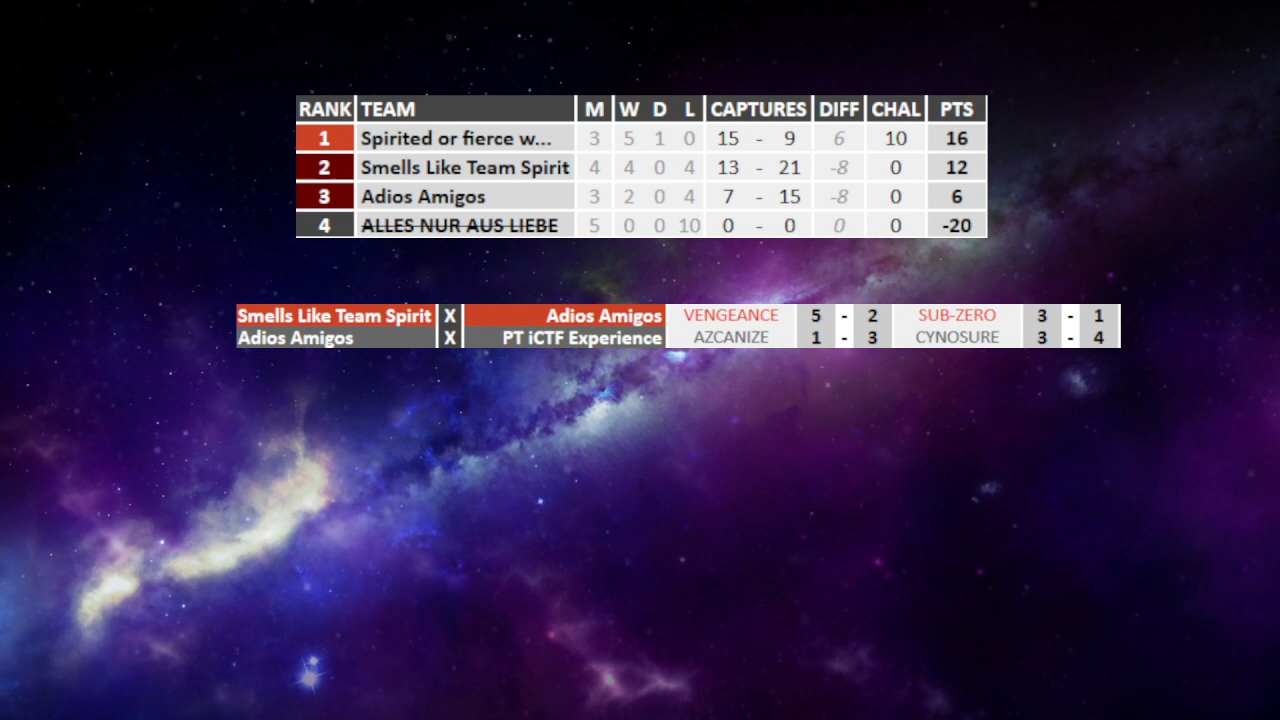 RANK TEAM M W D L CAPTURES DIFF CHAL PTS
1 Spirited or fierce w... 3 5 1 0 15 - 9 6 10 16
2 Smells Like Team Spirit 4 4 0 4 13 - 21 -8 0 12
3 Adios Amigos 3 2 0 4 7 - 15 -8 0 6
4 ALLES NUR AUS LIEBE 5 0 0 10 0 - 0 0 0 -20
Smells Like Team Spirit X Adios Amigos VENGEANCE 5 - 2 SUB-ZERO 3 - 1
Adios Amigos X PT iCTF Experience AZCANIZE 1 - 3 CYNOSURE 3 - 4